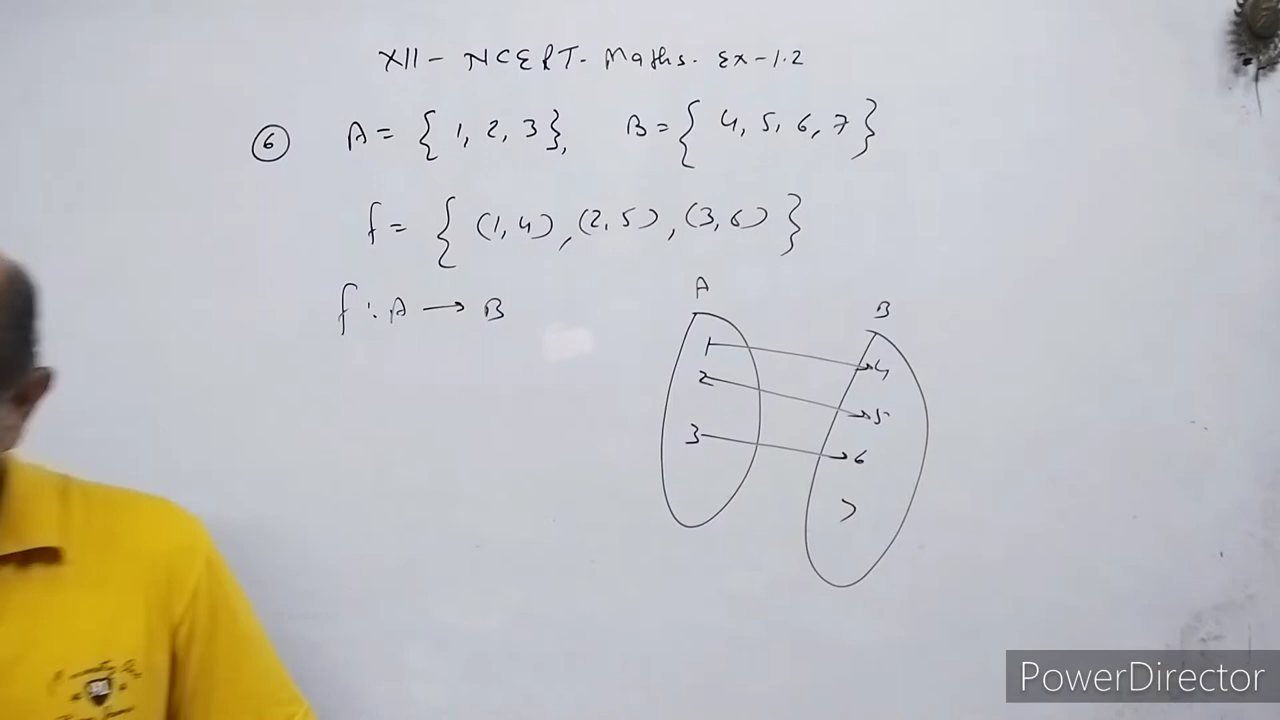 XII - NCERT. Maths. Ex-1.2
6 A = { 1, 2, 3 }, B = { 4, 5, 6, 7 }
f = { (1, 4), (2, 5), (3, 6) }
f : A → B
A B
1 4
2 5
3 6
7
PowerDirector